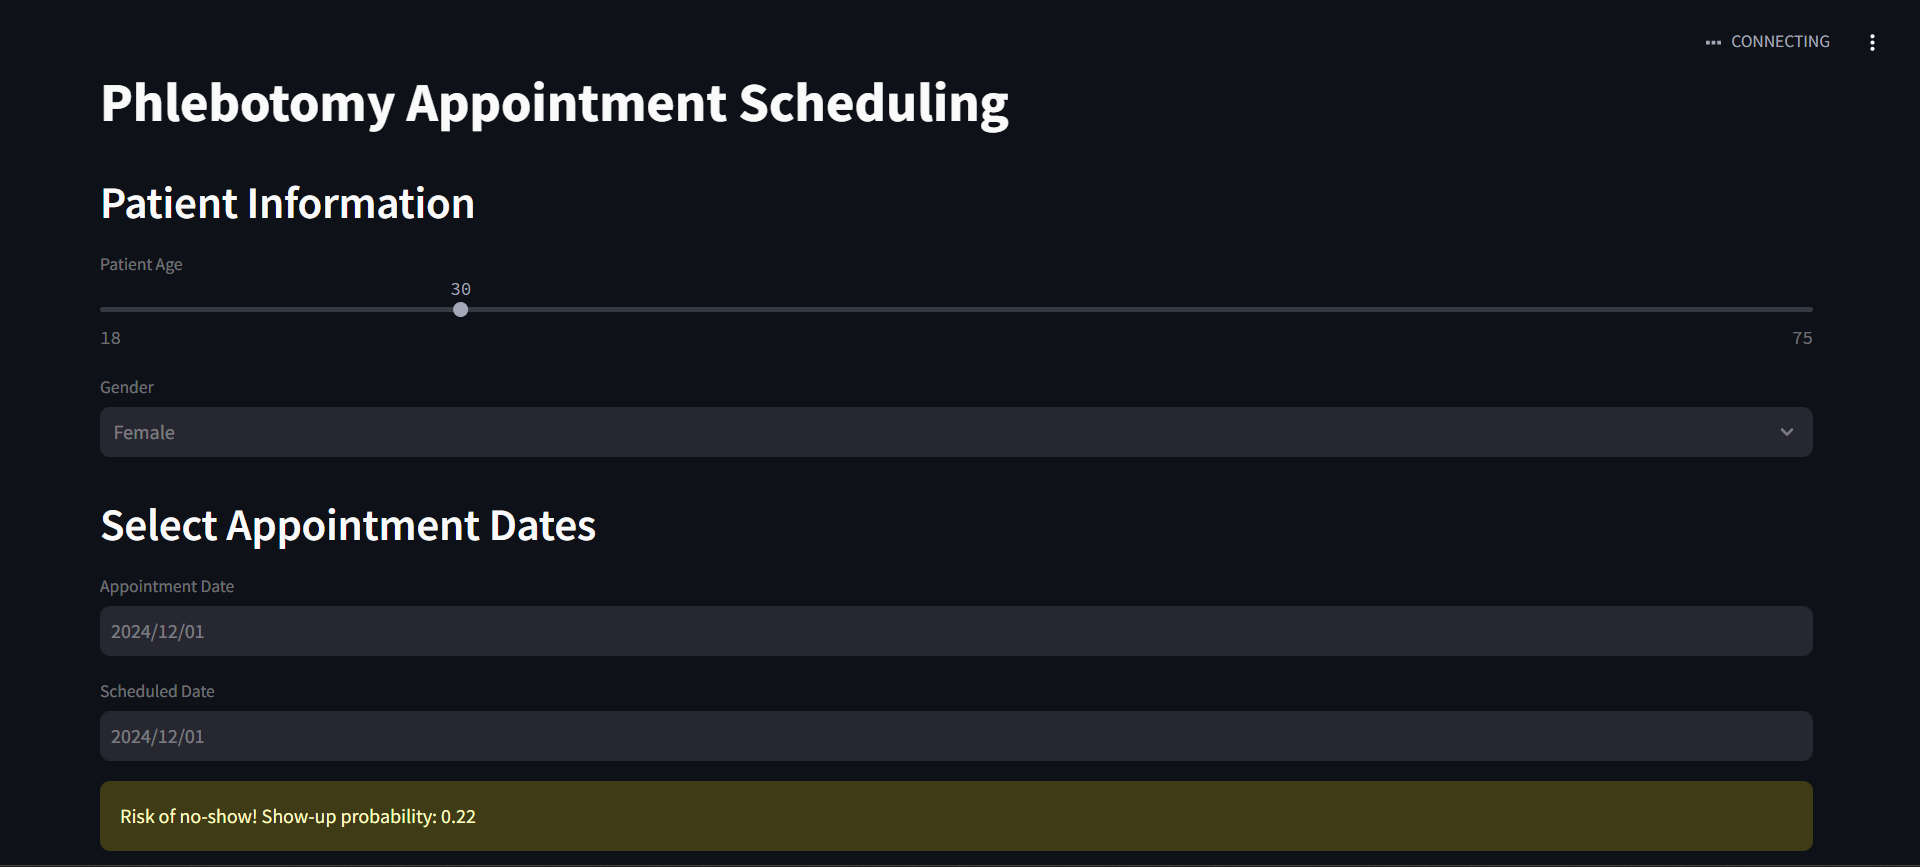 CONNECTING
Phlebotomy Appointment Scheduling
Patient Information
Patient Age
30
18 75
Gender
Female
Select Appointment Dates
Appointment Date
2024/12/01
Scheduled Date
2024/12/01
Risk of no-show! Show-up probability: 0.22